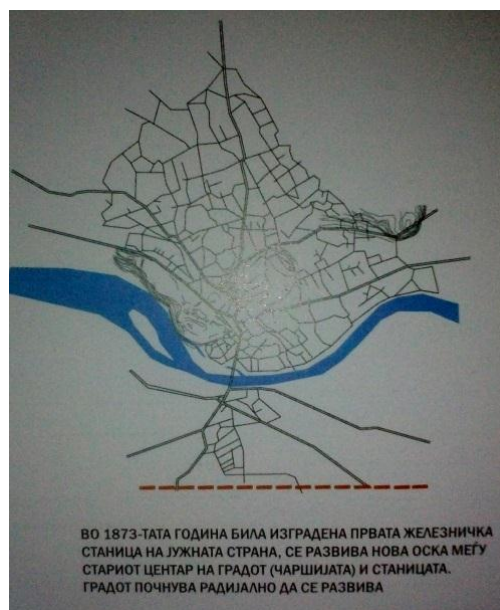 ВО 1873-ТАТА ГОДИНА БИЛА ИЗГРАДЕНА ПРВАТА ЖЕЛЕЗНИЧКА
СТАНИЦА НА ЈУЖНАТА СТРАНА, СЕ РАЗВИВА НОВА ОСКА МЕЃУ
СТАРИОТ ЦЕНТАР НА ГРАДОТ (ЧАРШИЈАТА) И СТАНИЦАТА.
ГРАДОТ ПОЧНУВА РАДИЈАЛНО ДА СЕ РАЗВИВА